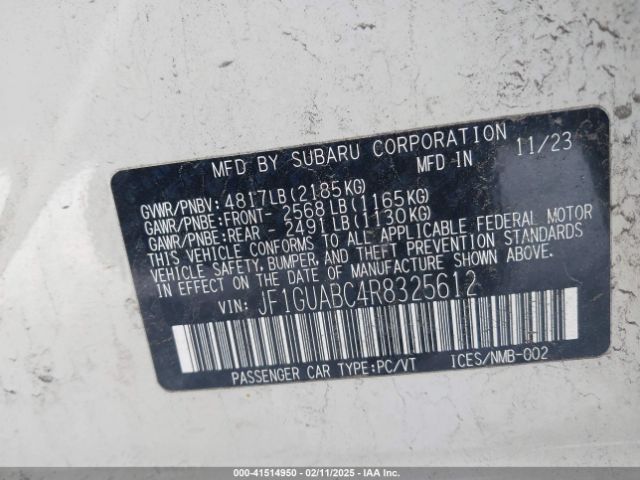 MFD BY SUBARU CORPORATION
MFD IN 11/23
GVWR/PNBV: 4817LB(2185KG)
GAWR/PNBE:FRONT- 2568LB(1165KG)
GAWR/PNBE:REAR - 2491LB(1130KG)
THIS VEHICLE CONFORMS TO ALL APPLICABLE FEDERAL MOTOR
VEHICLE SAFETY, BUMPER, AND THEFT PREVENTION STANDARDS
IN EFFECT ON THE DATE OF MANUFACTURE SHOWN ABOVE.
VIN: JF1GUABC4R8325612
PASSENGER CAR TYPE:PC/VT ICES/NMB-002
000-41514950 - 02/11/2025 - IAAI.COM